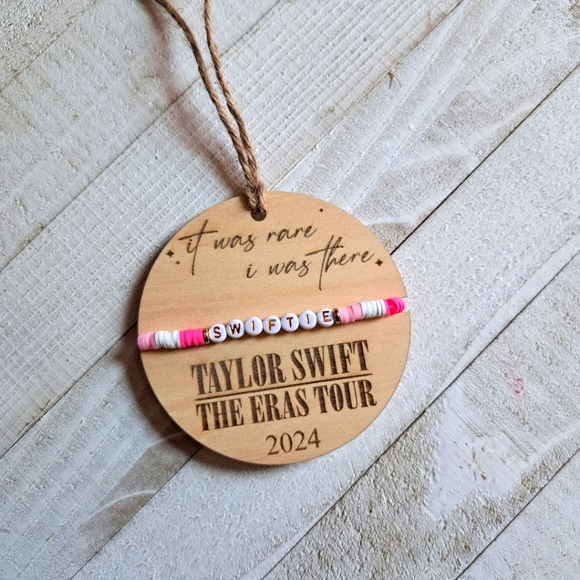 it was rare
i was there
SWIFTIE
TAYLOR SWIFT
THE ERAS TOUR
2024